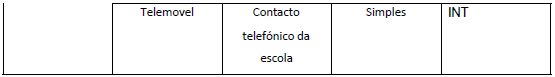 Telemovel
Contacto
telefónico da
escola
Simples
INT